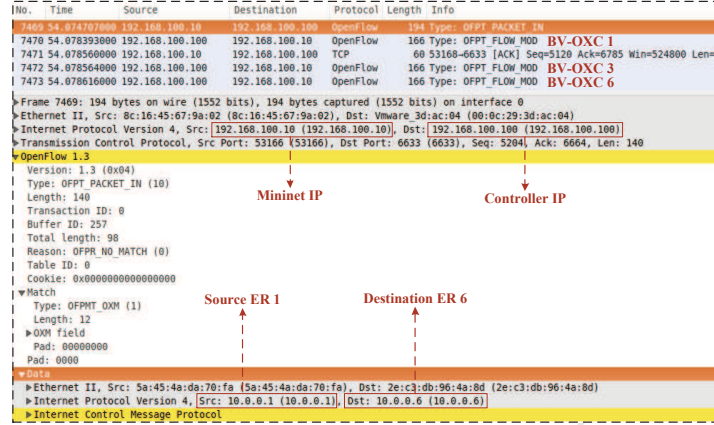 No. Time Source Destination Protocol Length Info
7469 54.074707000 192.168.100.10 192.168.100.100 OpenFlow 194 Type: OFPT_PACKET_IN
7470 54.078393000 192.168.100.100 192.168.100.10 OpenFlow 166 Type: OFPT_FLOW_MOD BV-OXC 1
7471 54.078560000 192.168.100.10 192.168.100.100 TCP 60 53168→6633 [ACK] Seq=5120 Ack=6785 Win=524800 Len=
7472 54.078564000 192.168.100.100 192.168.100.10 OpenFlow 166 Type: OFPT_FLOW_MOD BV-OXC 3
7473 54.078616000 192.168.100.100 192.168.100.10 OpenFlow 166 Type: OFPT_FLOW_MOD BV-OXC 6
Frame 7469: 194 bytes on wire (1552 bits), 194 bytes captured (1552 bits) on interface 0
Ethernet II, Src: 8c:16:45:67:9a:02 (8c:16:45:67:9a:02), Dst: Vmware_3d:ac:04 (00:0c:29:3d:ac:04)
Internet Protocol Version 4, Src: 192.168.100.10 (192.168.100.10), Dst: 192.168.100.100 (192.168.100.100)
Transmission Control Protocol, Src Port: 53166 (53166), Dst Port: 6633 (6633), Seq: 5204, Ack: 6664, Len: 140
OpenFlow 1.3
Version: 1.3 (0x04)
Type: OFPT_PACKET_IN (10)
Length: 140
Mininet IP
Controller IP
Transaction ID: 0
Buffer ID: 257
Total length: 98
Reason: OFPR_NO_MATCH (0)
Table ID: 0
Cookie: 0x0000000000000000
Match
Source ER 1
Destination ER 6
Type: OFPMT_OXM (1)
Length: 12
OXM field
Pad: 00000000
Pad: 0000
Data
Ethernet II, Src: 5a:45:4a:da:70:fa (5a:45:4a:da:70:fa), Dst: 2e:c3:db:96:4a:8d (2e:c3:db:96:4a:8d)
Internet Protocol Version 4, Src: 10.0.0.1 (10.0.0.1), Dst: 10.0.0.6 (10.0.0.6)
Internet Control Message Protocol